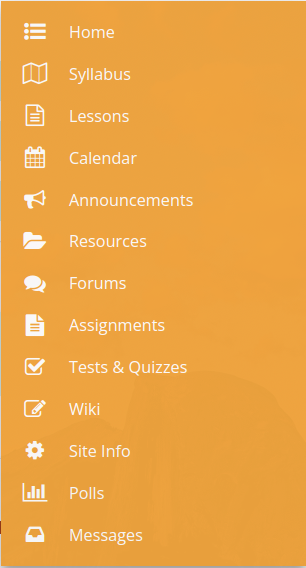 Home
Syllabus
Lessons
Calendar
Announcements
Resources
Forums
Assignments
Tests & Quizzes
Wiki
Site Info
Polls
Messages